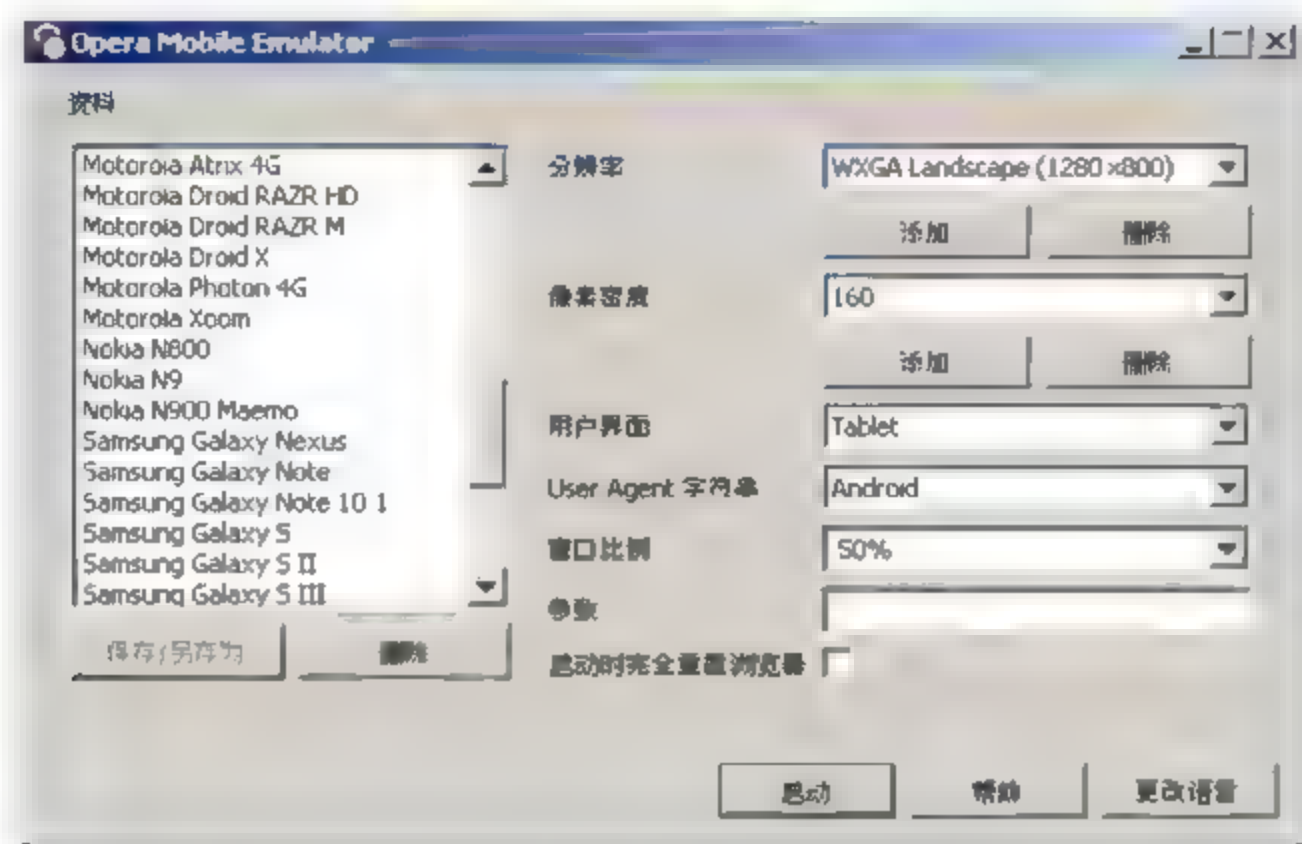 Opera Mobile Emulator
资料
Motorola Atrix 4G
Motorola Droid RAZR HD
Motorola Droid RAZR M
Motorola Droid X
Motorola Photon 4G
Motorola Xoom
Nokia N800
Nokia N9
Nokia N900 Maemo
Samsung Galaxy Nexus
Samsung Galaxy Note
Samsung Galaxy Note 10 1
Samsung Galaxy S
Samsung Galaxy S II
Samsung Galaxy S III
保存/另存为
删除
分辨率
WXGA Landscape (1280x800)
添加
删除
像素密度
160
添加
删除
用户界面
Tablet
User Agent 字符串
Android
窗口比例
50%
参数
启动时完全重置浏览器
启动
帮助
更改语言